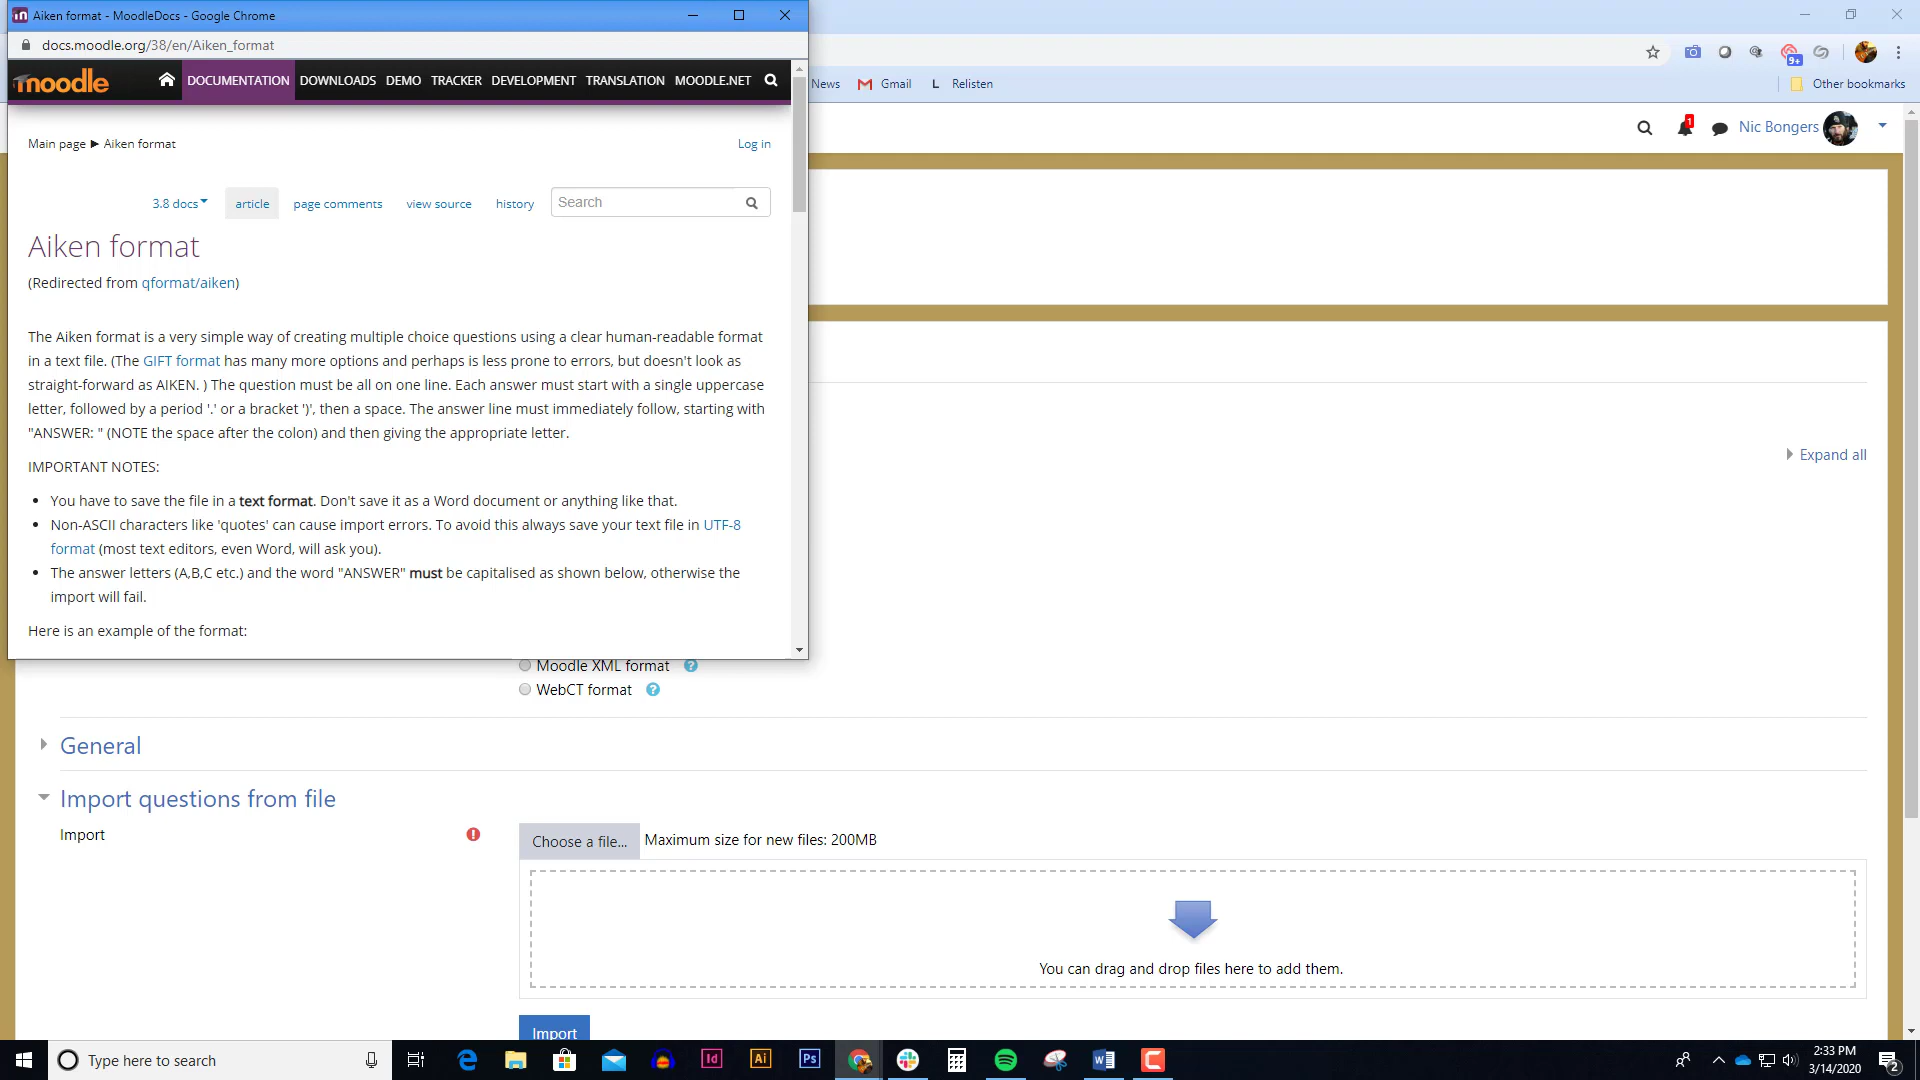 Aiken format - MoodleDocs - Google Chrome
docs.moodle.org/38/en/Aiken_format
moodle DOCUMENTATION DOWNLOADS DEMO TRACKER DEVELOPMENT TRANSLATION MOODLE.NET
News Gmail L Relisten Other bookmarks
9+
1 Nic Bongers
Main page ▶ Aiken format Log in
3.8 docs article page comments view source history Search
Aiken format
(Redirected from qformat/aiken)
The Aiken format is a very simple way of creating multiple choice questions using a clear human-readable format
in a text file. (The GIFT format has many more options and perhaps is less prone to errors, but doesn't look as
straight-forward as AIKEN. ) The question must be all on one line. Each answer must start with a single uppercase
letter, followed by a period '.' or a bracket ')', then a space. The answer line must immediately follow, starting with
"ANSWER: " (NOTE the space after the colon) and then giving the appropriate letter.
IMPORTANT NOTES:
• You have to save the file in a text format. Don't save it as a Word document or anything like that.
• Non-ASCII characters like 'quotes' can cause import errors. To avoid this always save your text file in UTF-8
format (most text editors, even Word, will ask you).
• The answer letters (A,B,C etc.) and the word "ANSWER" must be capitalised as shown below, otherwise the
import will fail.
Here is an example of the format:
Expand all
Moodle XML format ?
WebCT format ?
General
Import questions from file
Import
Choose a file... Maximum size for new files: 200MB
You can drag and drop files here to add them.
Import
Type here to search
Id Ai Ps
2:33 PM
3/14/2020
2